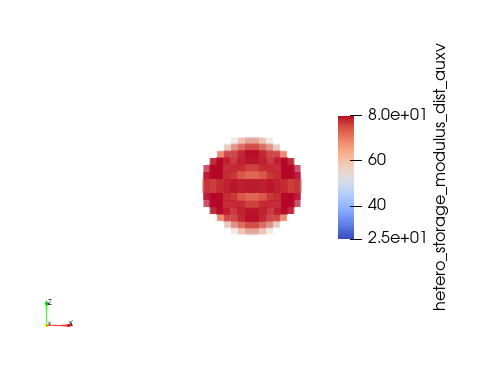 8.0e+01
60
40
2.5e+01
hetero_storage_modulus_dist_auxv
Z
Y
X